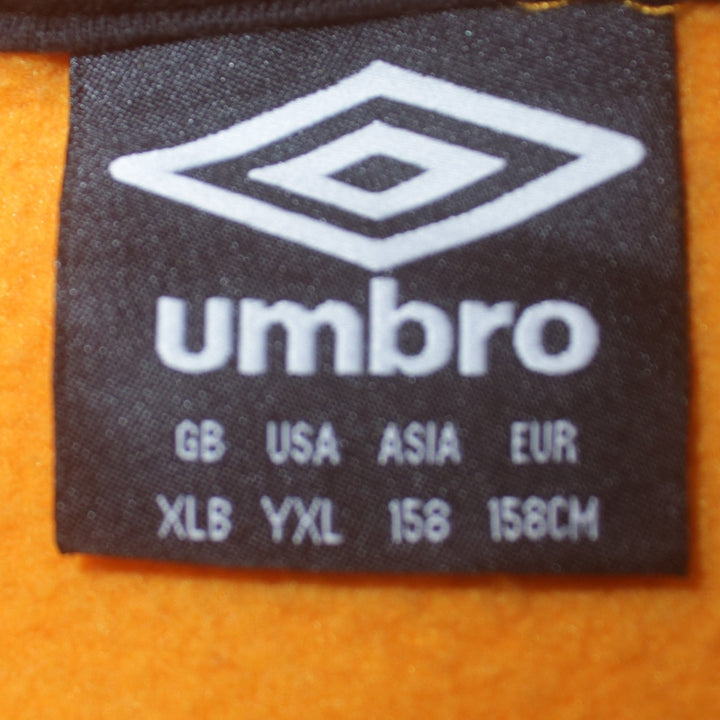 umbro
GB USA ASIA EUR
XLB YXL 158 158CM